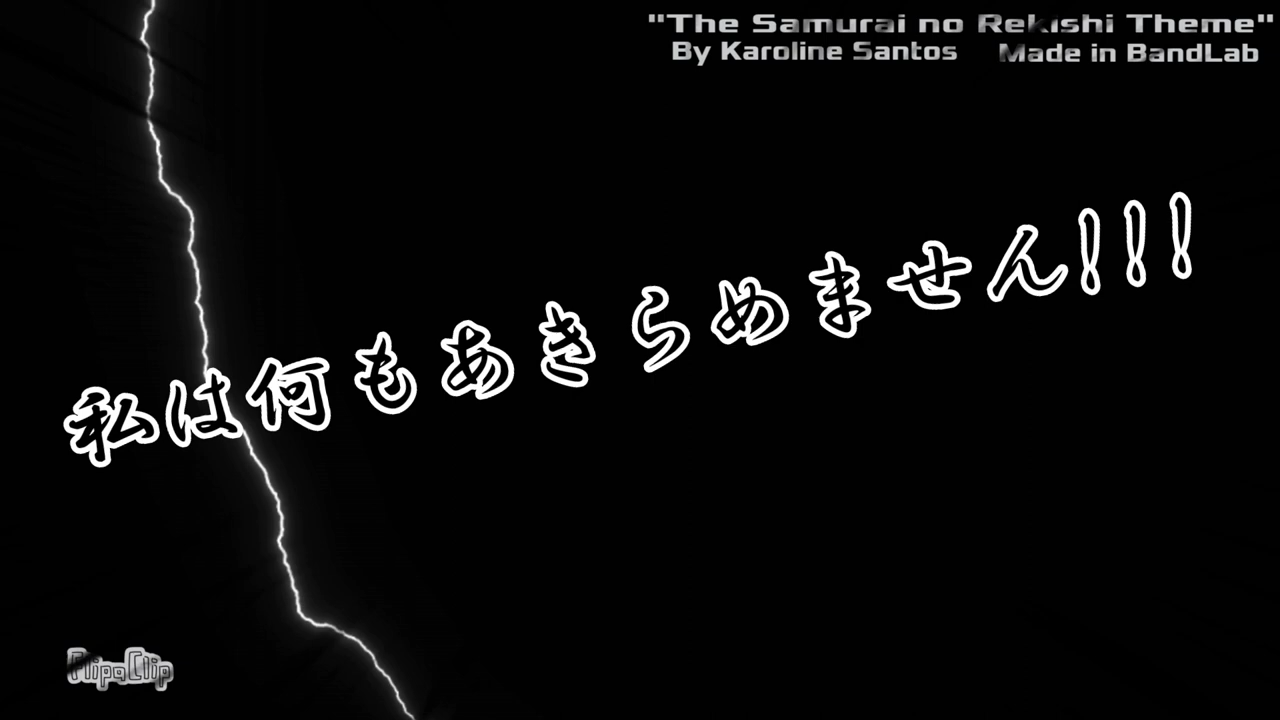 "The Samurai no Rekishi Theme"
By Karoline Santos Made in BandLab
私は何もあきらめません!!!
FlipaClip